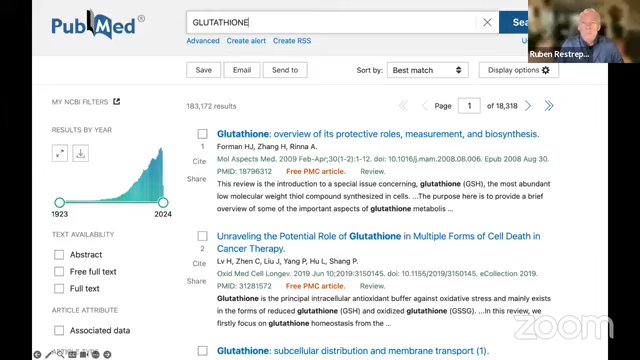 PubMed®
GLUTATHIONE
Advanced Create alert Create RSS
Ruben Restrep...
Save Email Send to
Sort by: Best match
Display options
MY NCBI FILTERS
183,172 results
Page 1 of 18,318
RESULTS BY YEAR
1923 2024
TEXT AVAILABILITY
Abstract
Free full text
Full text
ARTICLE ATTRIBUTE
Associated data
1
Cite
Share
Glutathione: overview of its protective roles, measurement, and biosynthesis.
Forman HJ, Zhang H, Rinna A.
Mol Aspects Med. 2009 Feb-Apr;30(1-2):1-12. doi: 10.1016/j.mam.2008.08.006. Epub 2008 Aug 30.
PMID: 18796312 Free PMC article. Review.
This review is the introduction to a special issue concerning, glutathione (GSH), the most abundant
low molecular weight thiol compound synthesized in cells. ...The purpose here is to provide a brief
overview of some of the important aspects of glutathione metabolis ...
2
Cite
Share
Unraveling the Potential Role of Glutathione in Multiple Forms of Cell Death in
Cancer Therapy.
Lv H, Zhen C, Liu J, Yang P, Hu L, Shang P.
Oxid Med Cell Longev. 2019 Jun 10;2019:3150145. doi: 10.1155/2019/3150145. eCollection 2019.
PMID: 31281572 Free PMC article. Review.
Glutathione is the principal intracellular antioxidant buffer against oxidative stress and mainly exists
in the forms of reduced glutathione (GSH) and oxidized glutathione (GSSG). ...In this review, we
firstly focus on glutathione homeostasis from the ...
Glutathione: subcellular distribution and membrane transport (1).
zoom